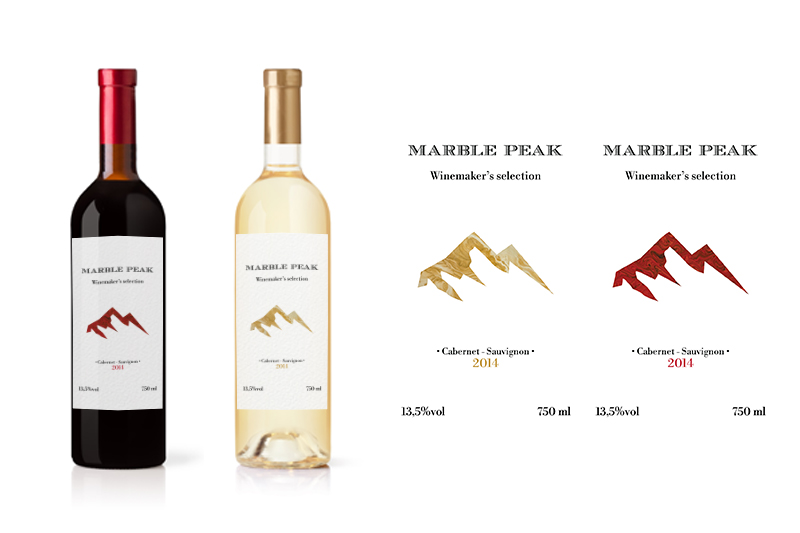 MARBLE PEAK
Winemaker's selection
• Cabernet - Sauvignon •
2014
13,5%vol 750 ml
MARBLE PEAK
Winemaker's selection
• Cabernet - Sauvignon •
2014
13,5%vol 750 ml
MARBLE PEAK
Winemaker's selection
• Cabernet - Sauvignon •
2014
13,5%vol 750 ml
MARBLE PEAK
Winemaker's selection
• Cabernet - Sauvignon •
2014
13,5%vol 750 ml